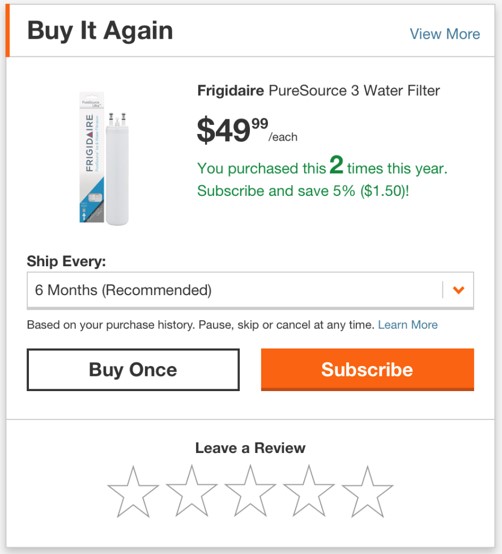 Buy It Again
View More
FRIGIDAIRE
Frigidaire PureSource 3 Water Filter
$49⁹⁹ /each
You purchased this 2 times this year.
Subscribe and save 5% ($1.50)!
Ship Every:
6 Months (Recommended)
Based on your purchase history. Pause, skip or cancel at any time. Learn More
Buy Once
Subscribe
Leave a Review